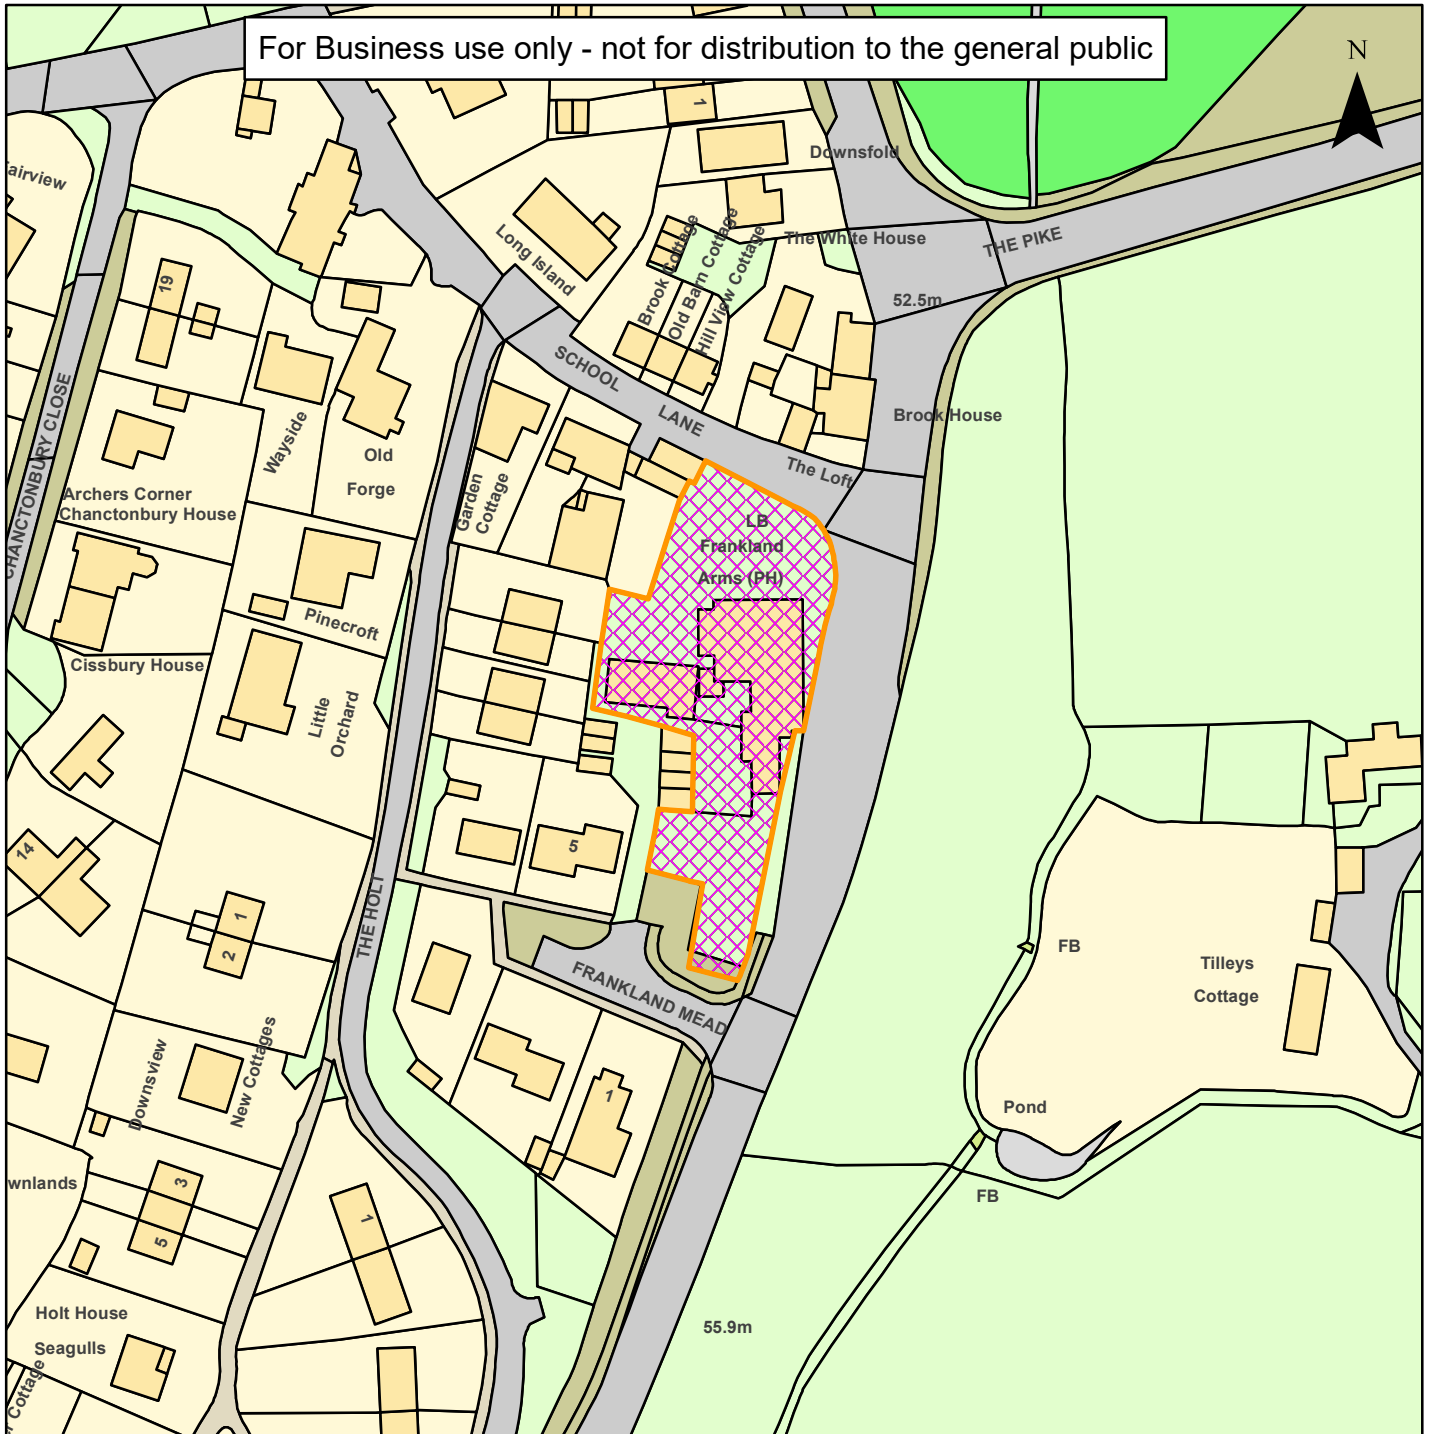 For Business use only - not for distribution to the general public
N
1
Downsfold
airview
The White House
THE PIKE
Long Island
Brook Cottage
Old Barn Cottage
Hill View Cottage
19
52.5m
SCHOOL
LANE
CHANCTONBURY CLOSE
Wayside
Brook House
Old
Forge
The Loft
Archers Corner
Chanctonbury House
Garden
Cottage
LB
Frankland
Arms (PH)
Pinecroft
Cissbury House
Little
Orchard
14
5
1
2
THE HOLT
FB
Tilleys
Cottage
FRANKLAND MEAD
Downsview
New Cottages
1
Pond
wnlands
3
5
1
FB
Holt House
Seagulls
55.9m
Cottage